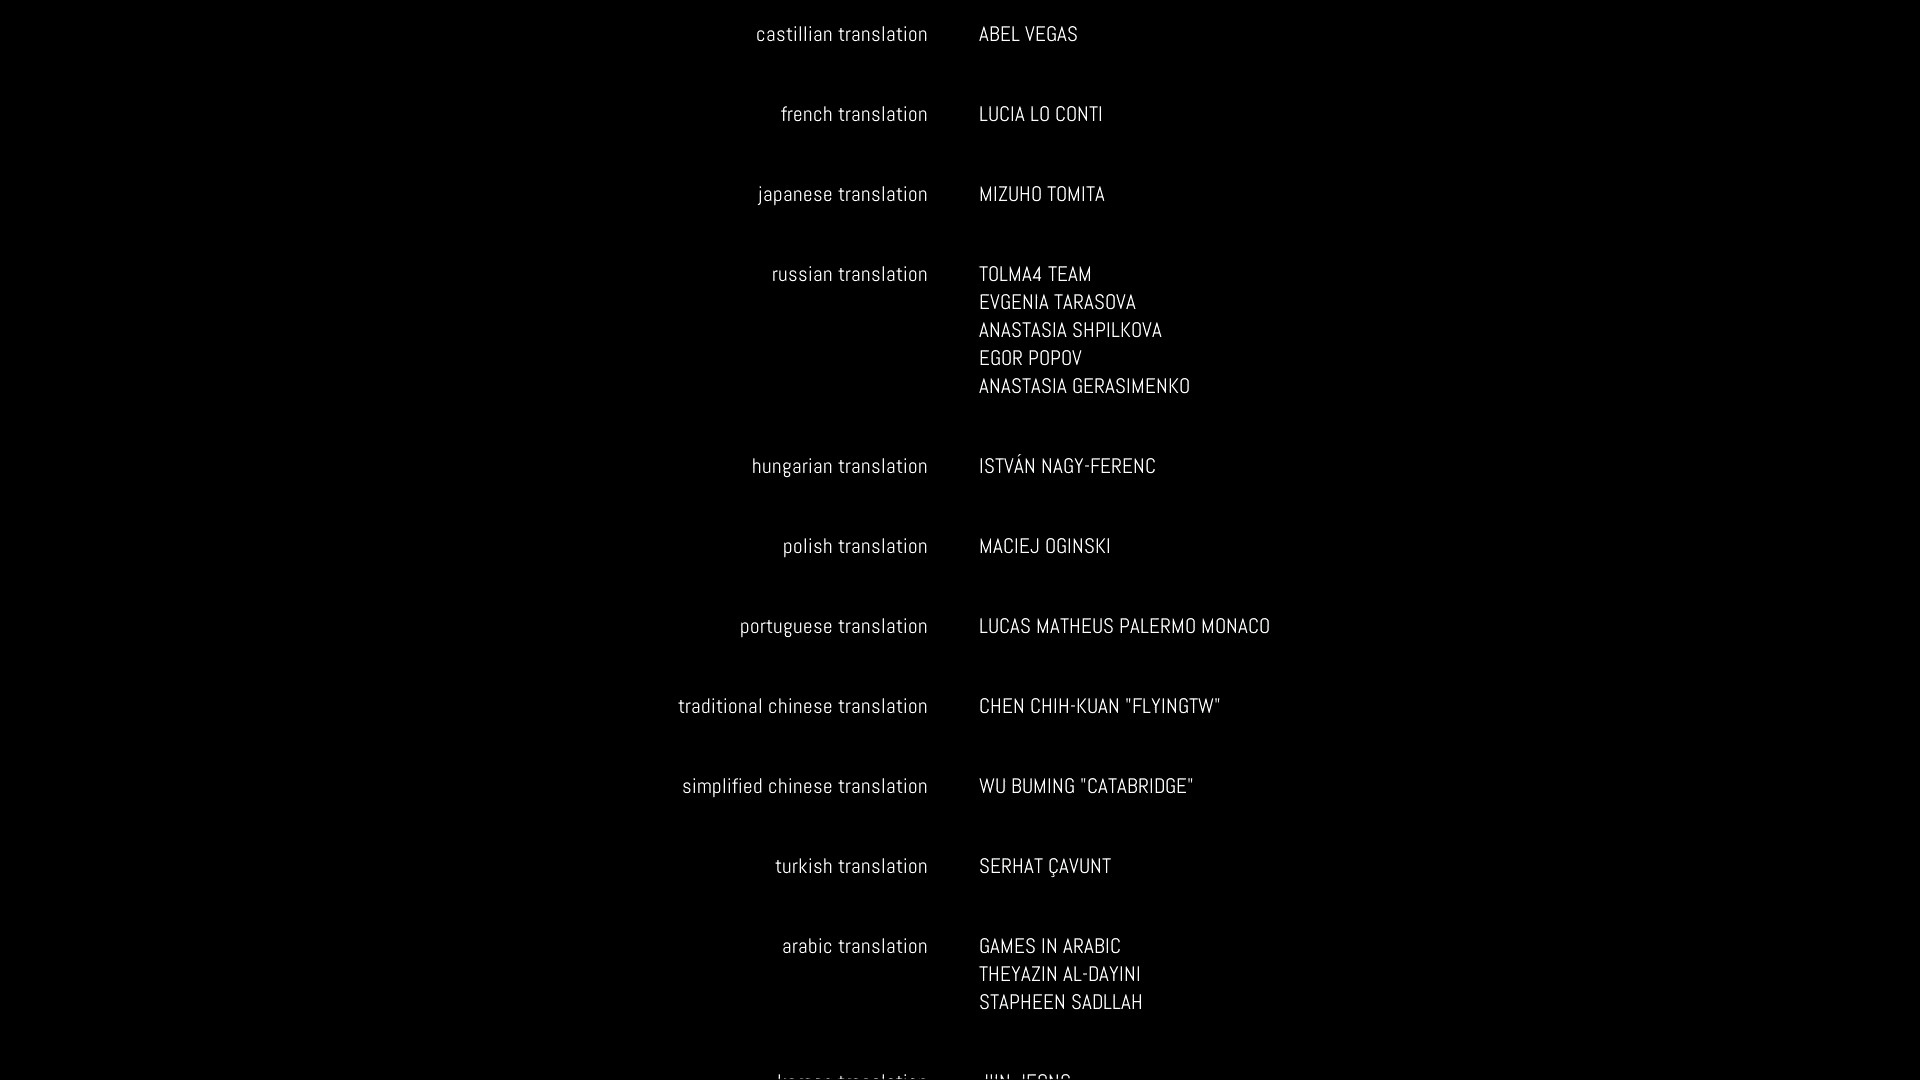 castillian translation ABEL VEGAS
french translation LUCIA LO CONTI
japanese translation MIZUHO TOMITA
russian translation TOLMA4 TEAM
EVGENIA TARASOVA
ANASTASIA SHPILKOVA
EGOR POPOV
ANASTASIA GERASIMENKO
hungarian translation ISTVÁN NAGY-FERENC
polish translation MACIEJ OGINSKI
portuguese translation LUCAS MATHEUS PALERMO MONACO
traditional chinese translation CHEN CHIH-KUAN "FLYINGTW"
simplified chinese translation WU BUMING "CATABRIDGE"
turkish translation SERHAT ÇAVUNT
arabic translation GAMES IN ARABIC
THEYAZIN AL-DAYINI
STAPHEEN SADLLAH
korean translation